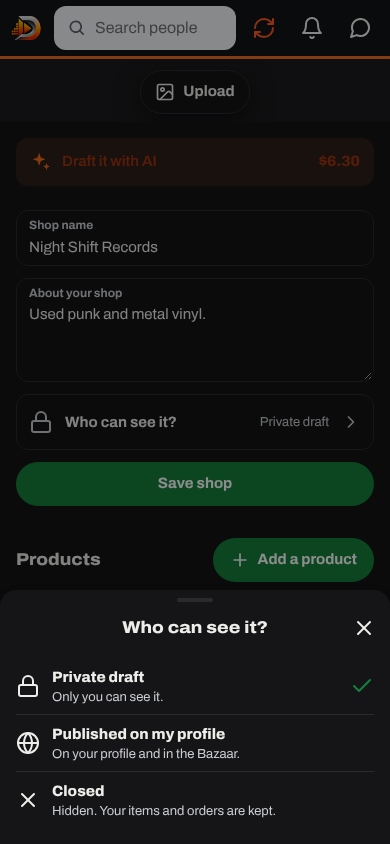 Search people
Upload
Draft it with AI
$6.30
Shop name
Night Shift Records
About your shop
Used punk and metal vinyl.
Who can see it?
Private draft
Save shop
Products
Add a product
Who can see it?
Private draft
Only you can see it.
Published on my profile
On your profile and in the Bazaar.
Closed
Hidden. Your items and orders are kept.